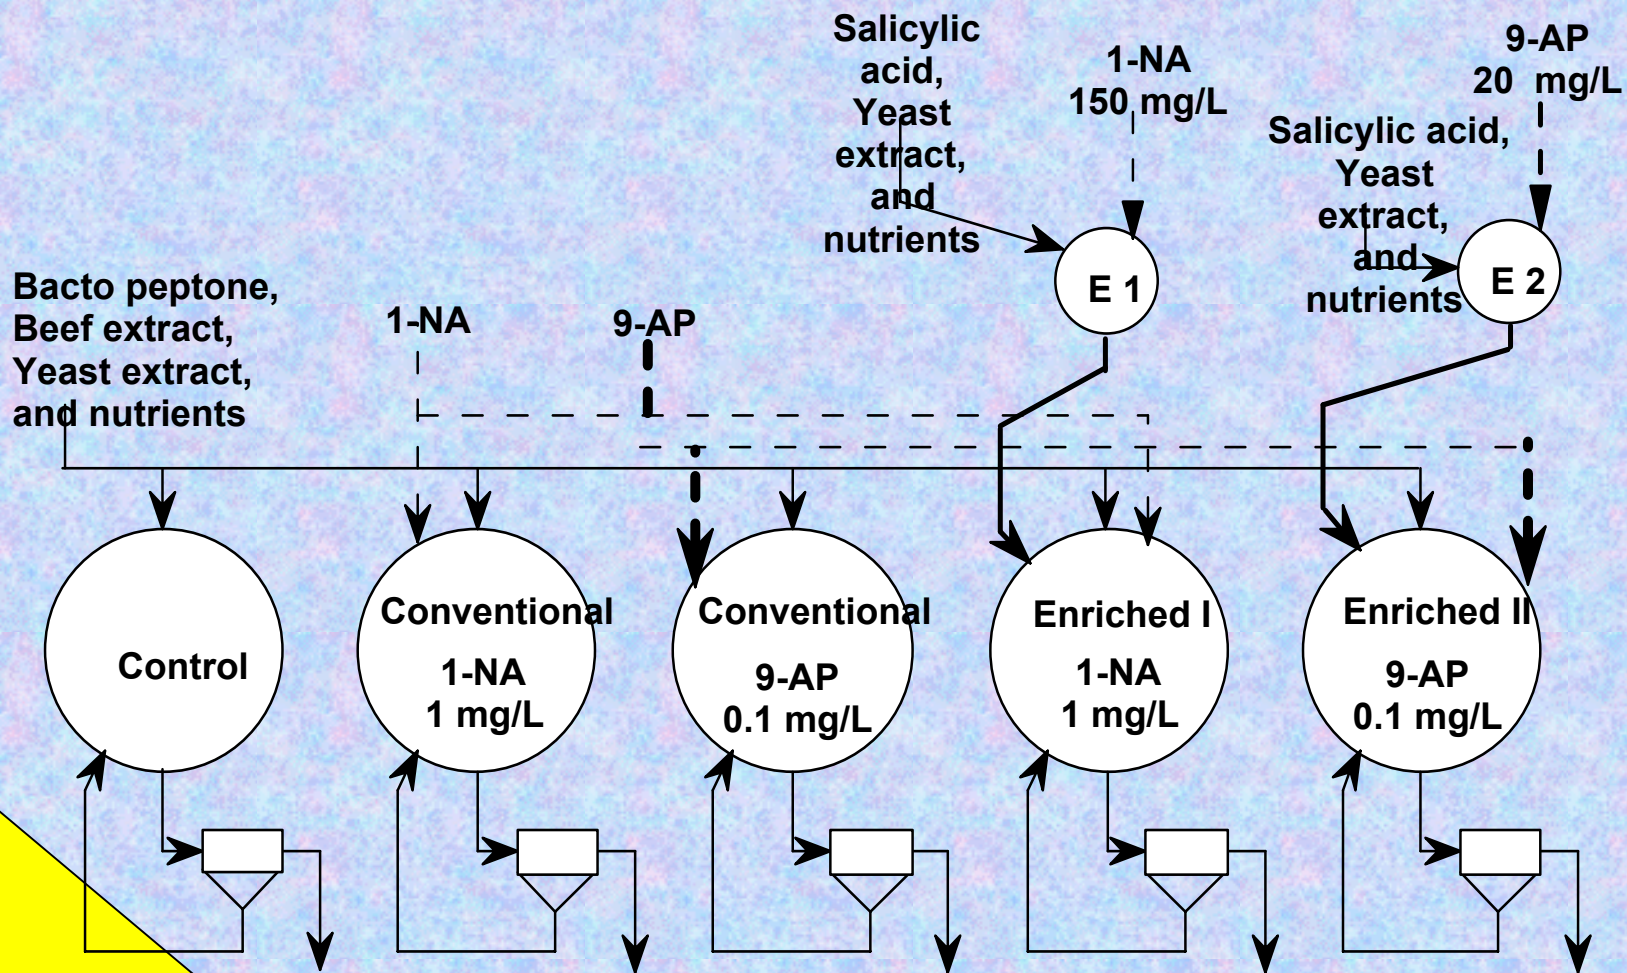 Salicylic
acid,
Yeast
extract,
and
nutrients
1-NA
150 mg/L
9-AP
20 mg/L
Salicylic acid,
Yeast
extract,
and
nutrients
E 1
E 2
Bacto peptone,
Beef extract,
Yeast extract,
and nutrients
1-NA
9-AP
Control
Conventional
1-NA
1 mg/L
Conventional
9-AP
0.1 mg/L
Enriched I
1-NA
1 mg/L
Enriched II
9-AP
0.1 mg/L